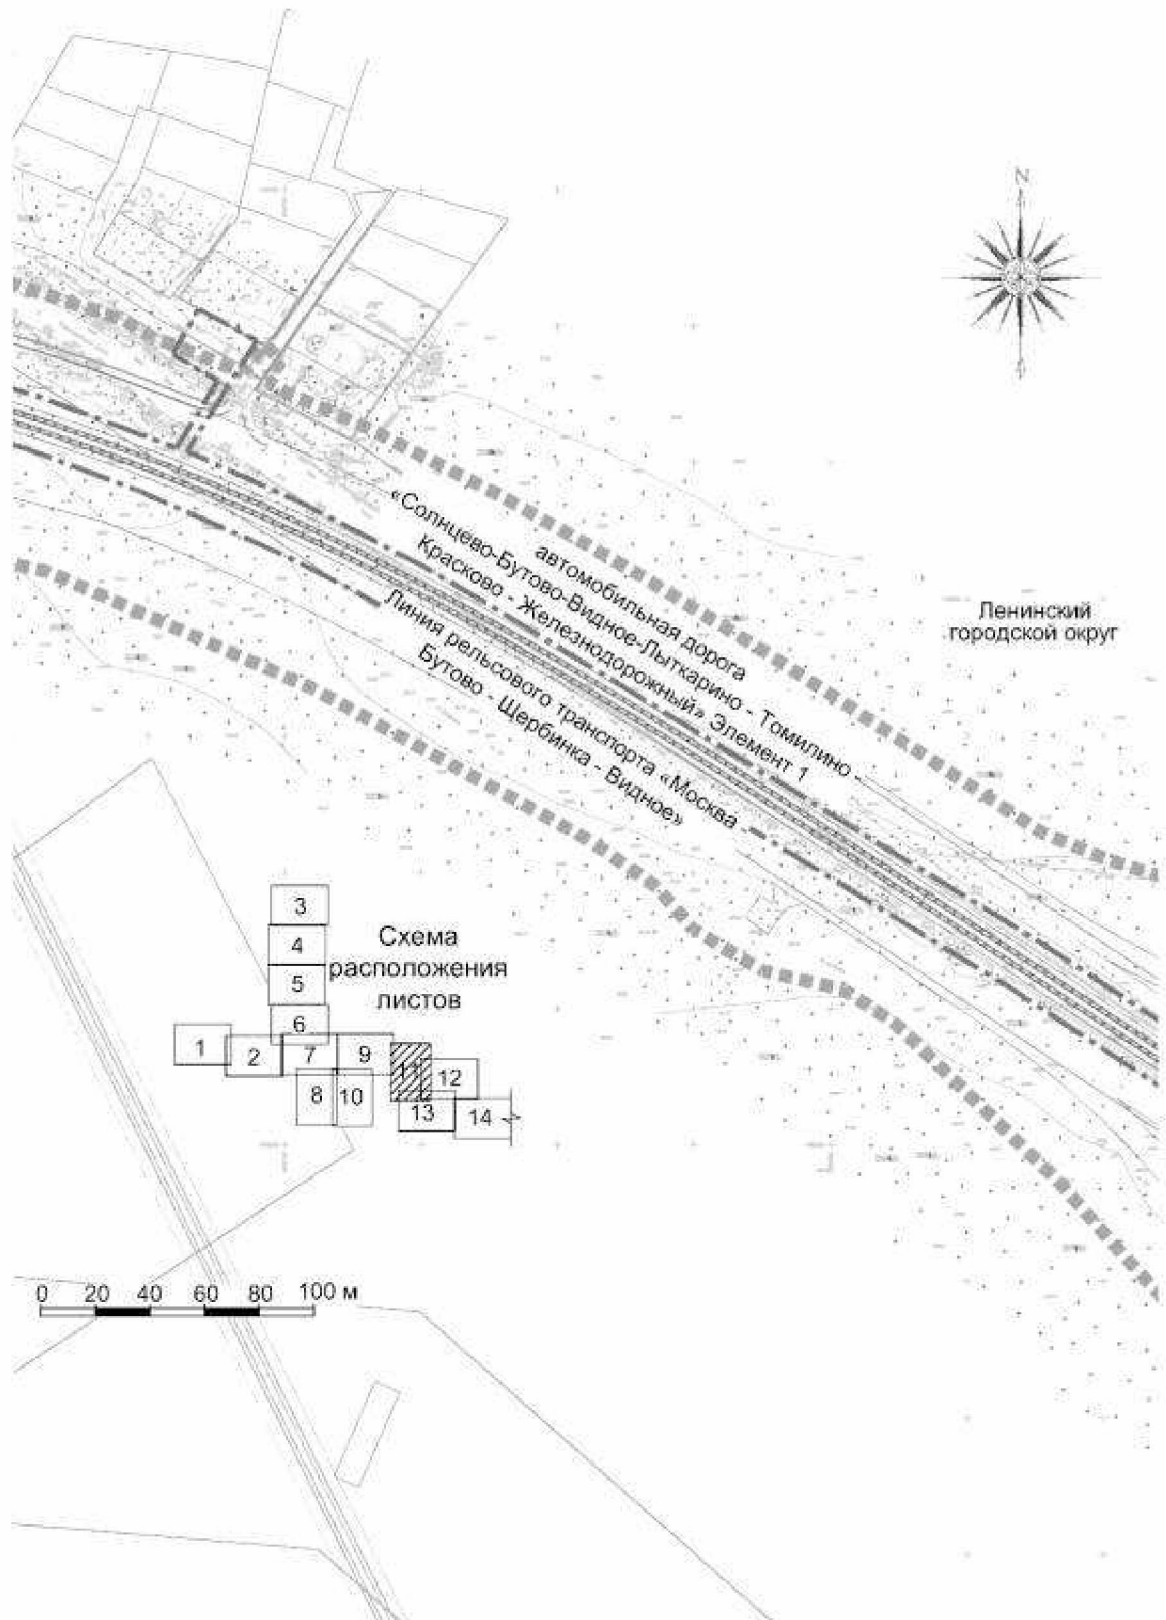 N
автомобильная дорога
«Солнцево-Бутово-Видное-Лыткарино - Томилино -
Красково - Железнодорожный» Элемент 1
Линия рельсового транспорта «Москва -
Бутово - Щербинка - Видное»
Ленинский
городской округ
Схема
расположения
листов
3
4
5
6
1
2
7
9
8
10
12
13
14
0 20 40 60 80 100 м